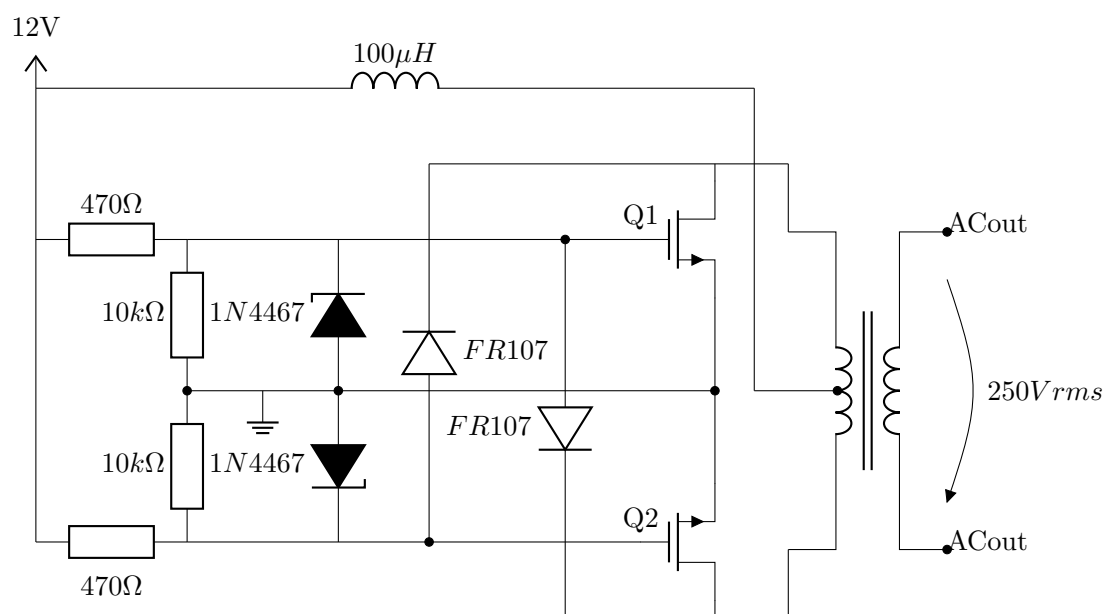 12V
100μH
470Ω
Q1
ACout
10kΩ
1N4467
FR107
250Vrms
FR107
10kΩ
1N4467
Q2
ACout
470Ω